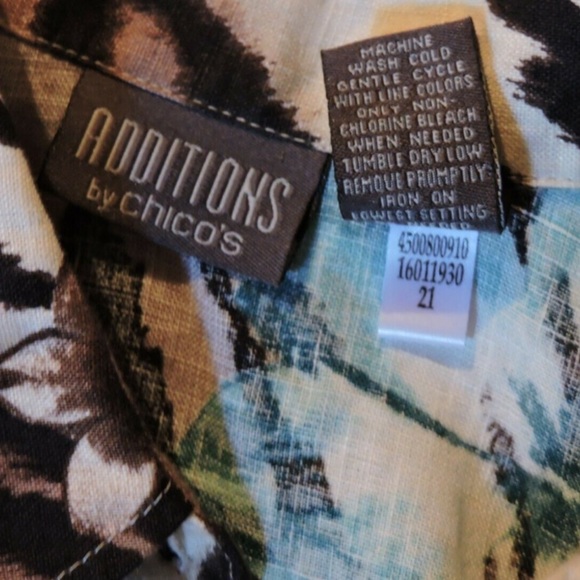 ADDITIONS
by CHICO'S
MACHINE
WASH COLD
GENTLE CYCLE
WITH LIKE COLORS
ONLY NON-
CHLORINE BLEACH
WHEN NEEDED
TUMBLE DRY LOW
REMOVE PROMPTLY
IRON ON
LOWEST SETTING
4500800910
16011930
21